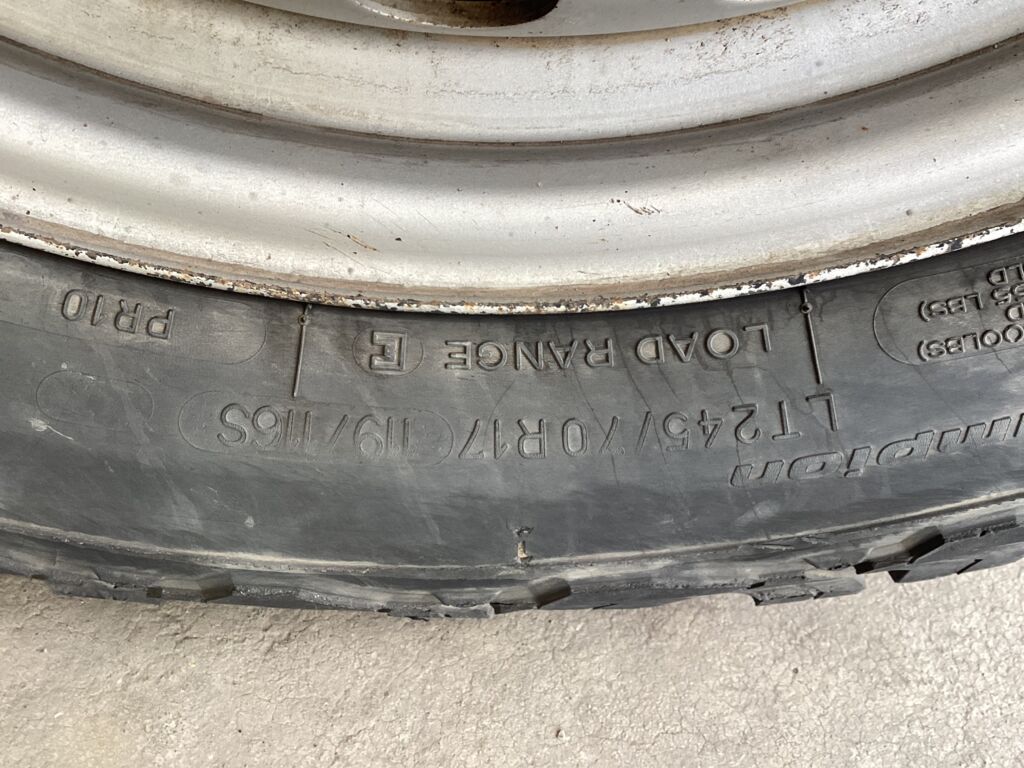 mpion
LT245/70R17 119/116S
LOAD RANGE E PR10
LBS)
LBS)